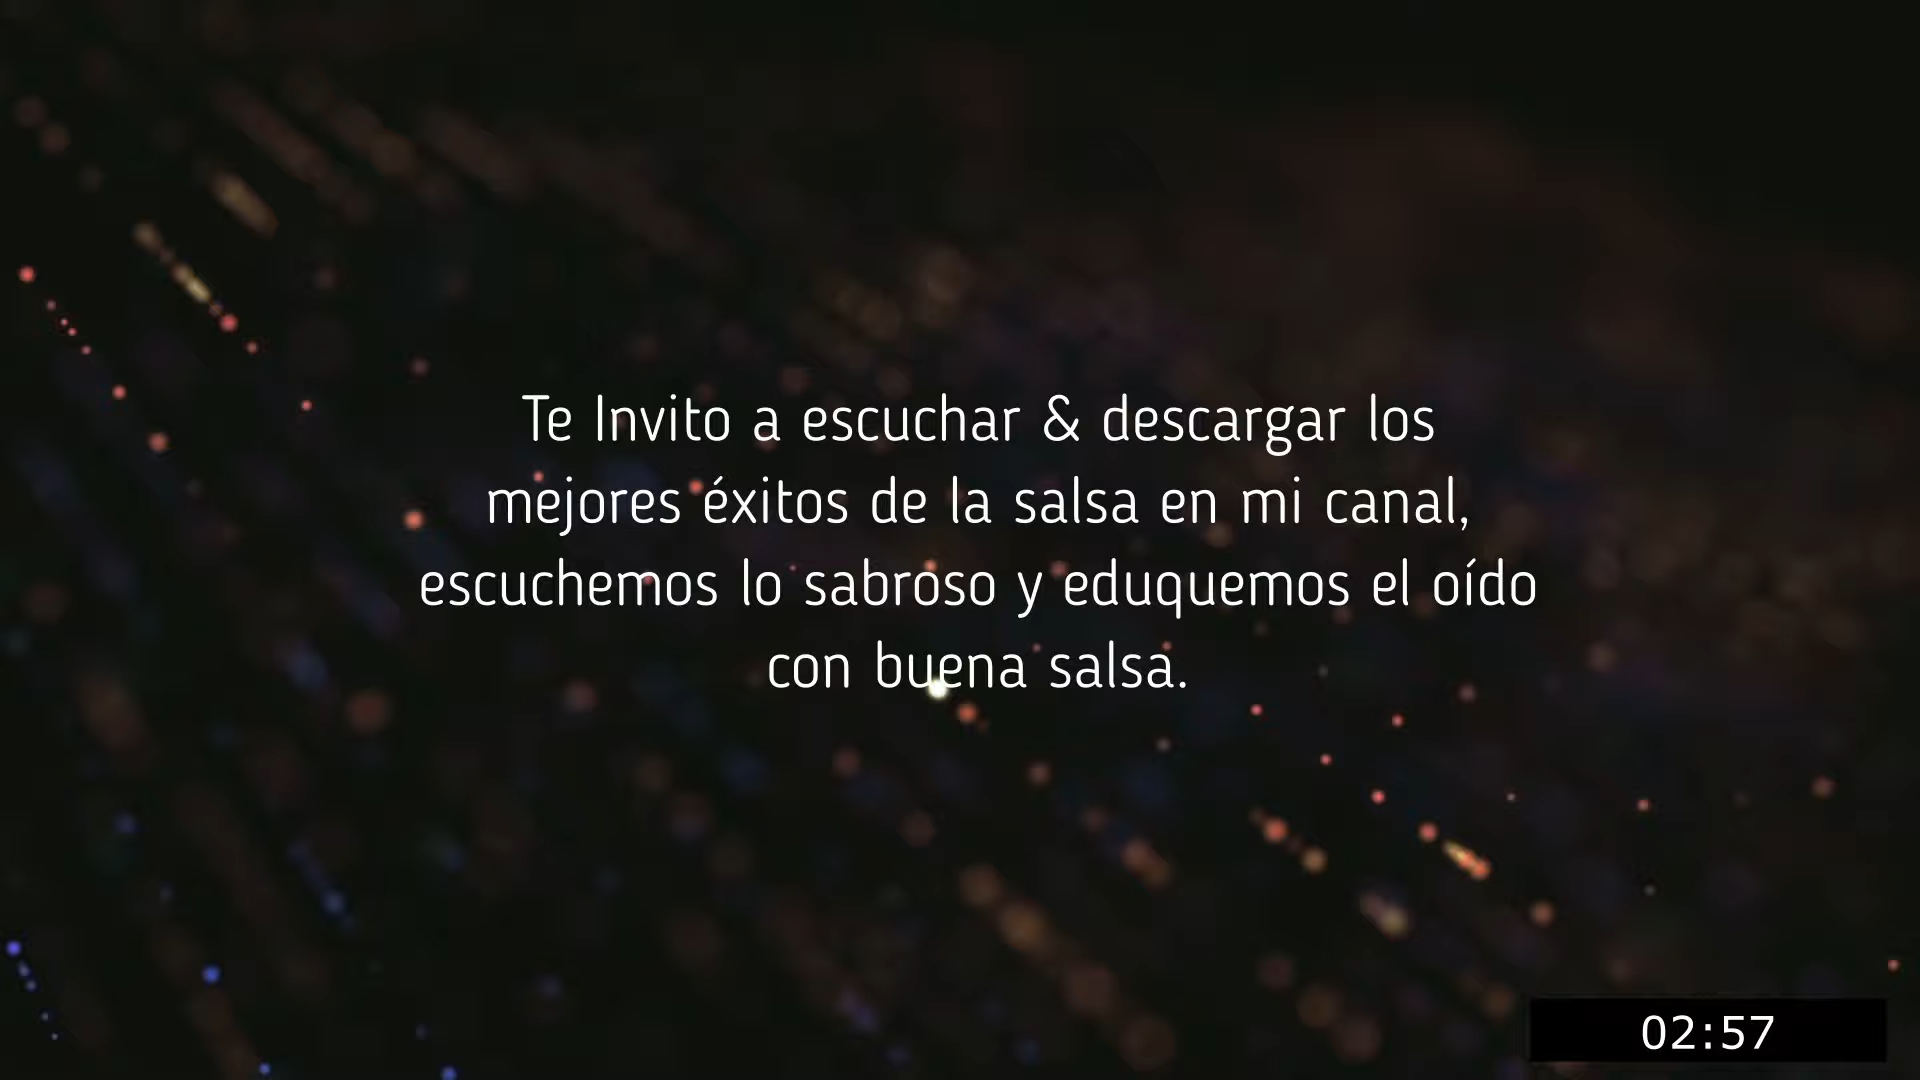 Te Invito a escuchar & descargar los
mejores éxitos de la salsa en mi canal,
escuchemos lo sabroso y eduquemos el oído
con buena salsa.
02:57